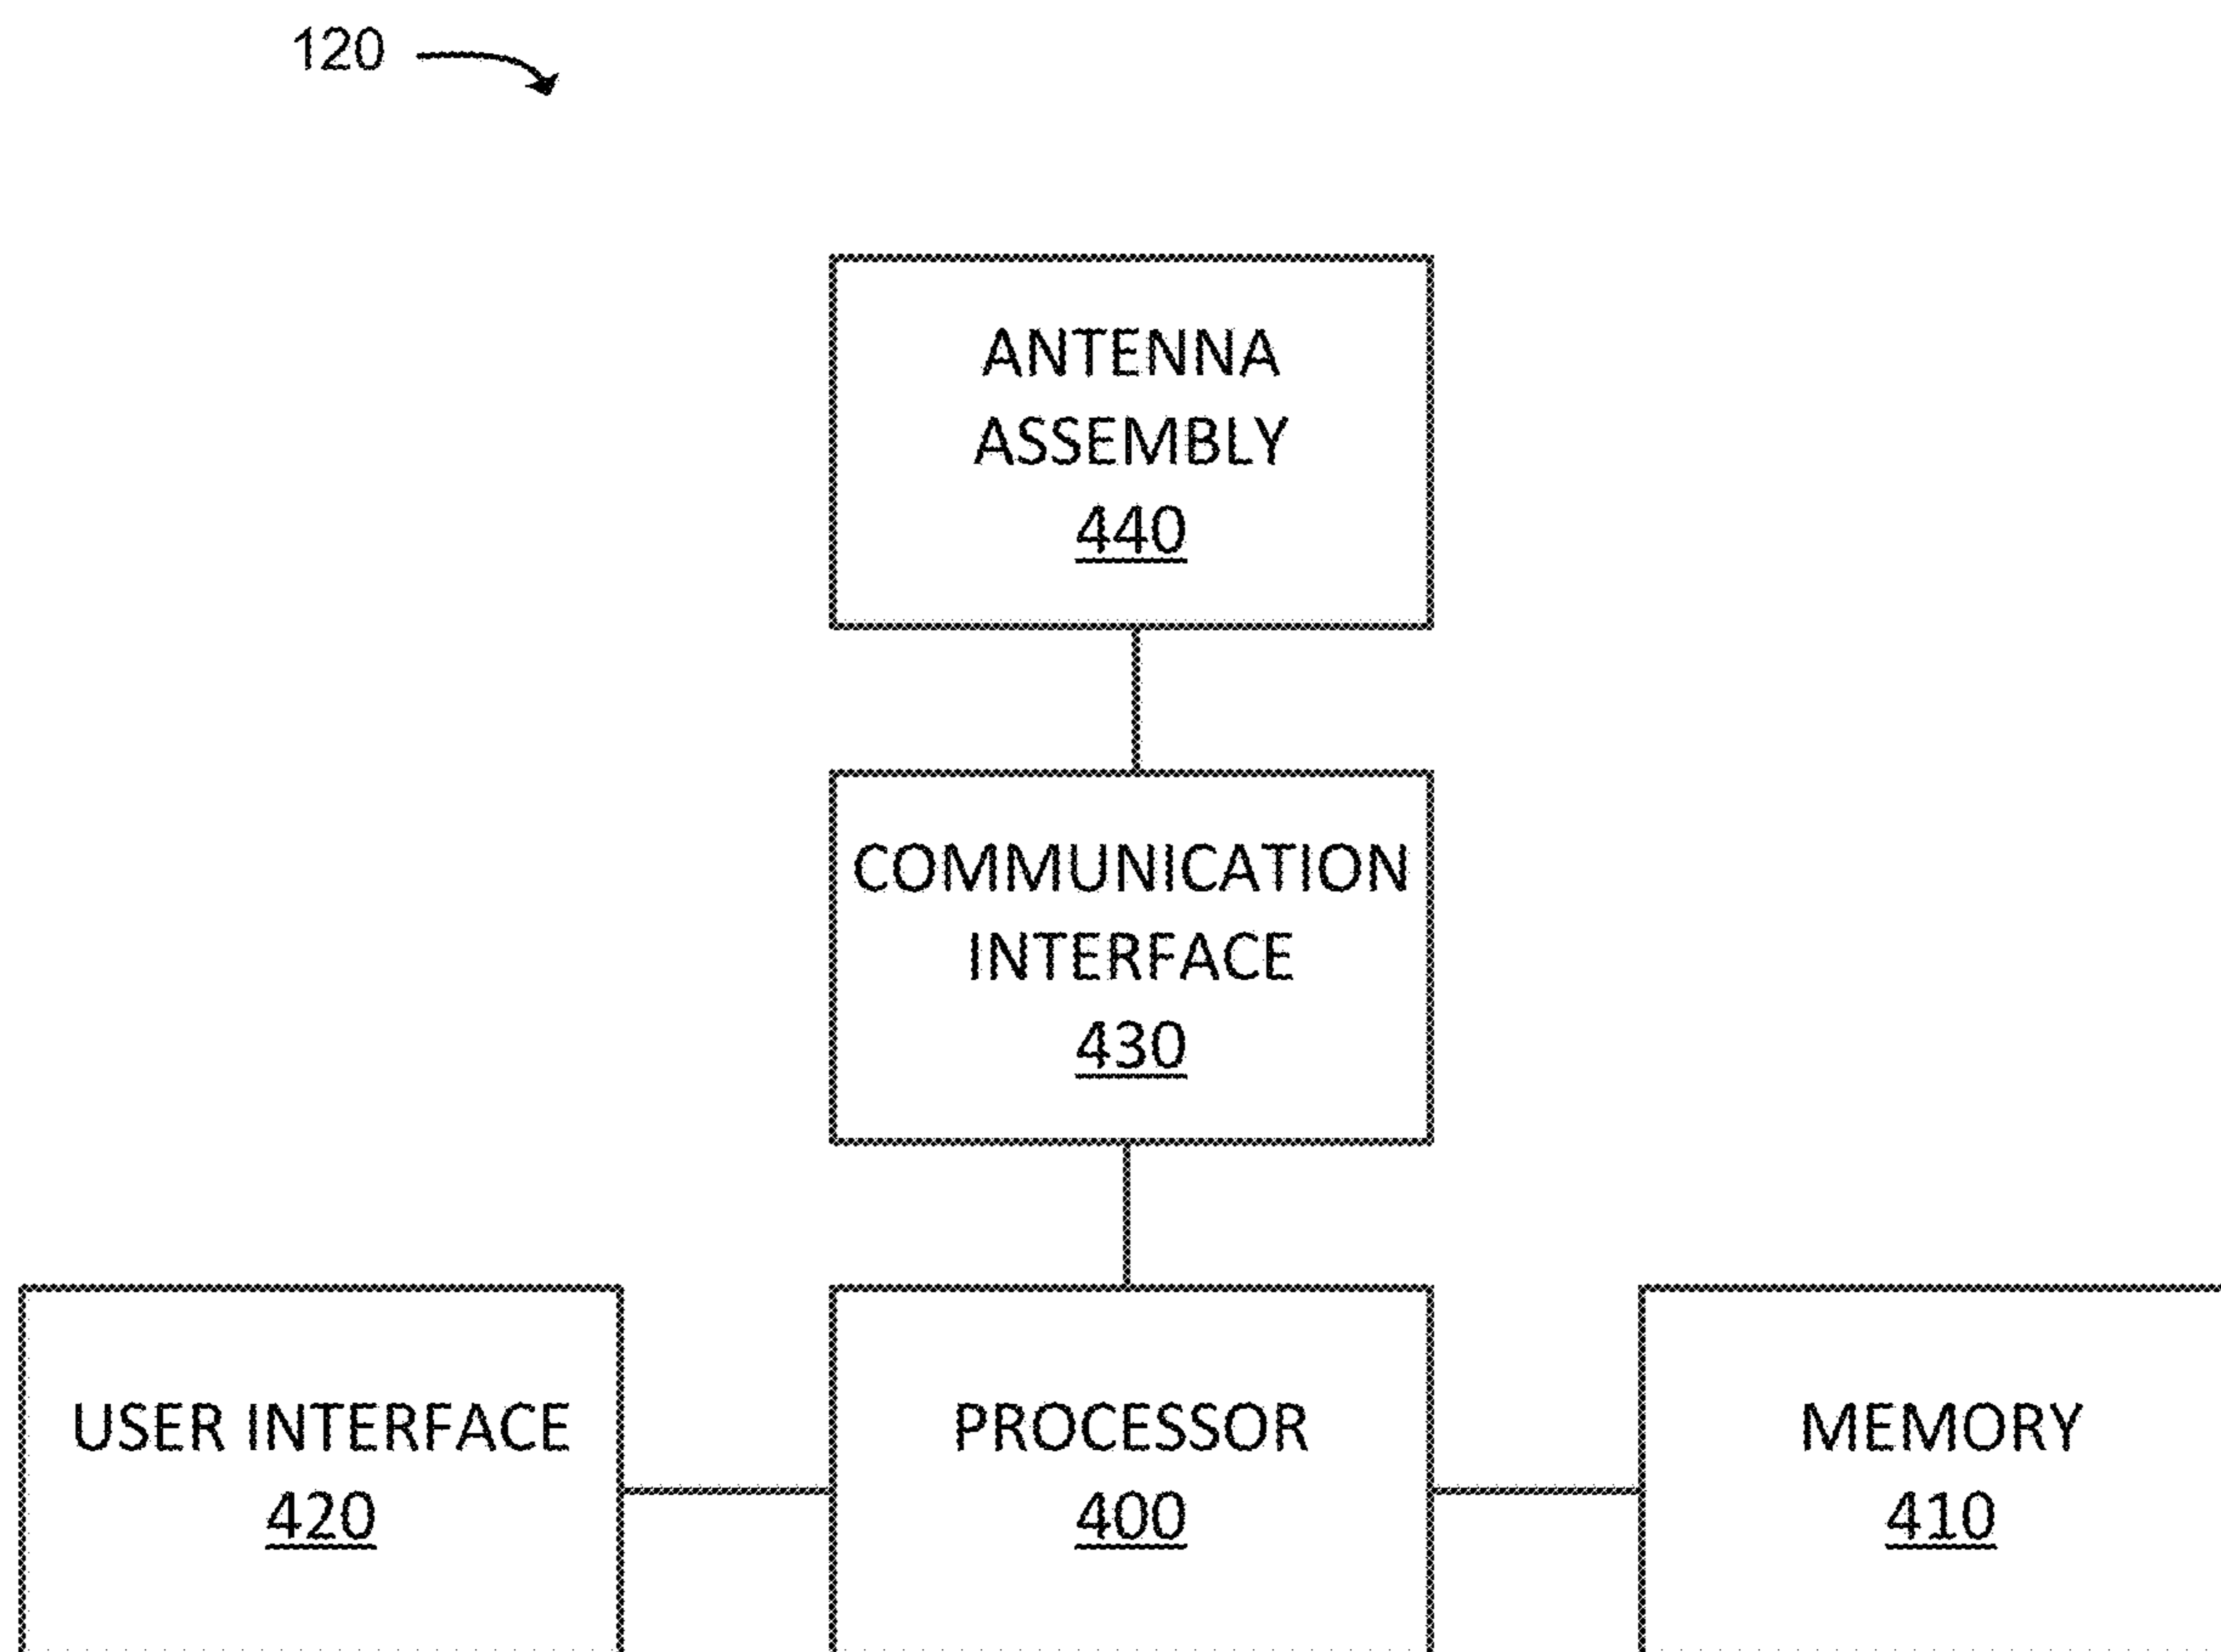 120
ANTENNA
ASSEMBLY
440
COMMUNICATION
INTERFACE
430
USER INTERFACE
420
PROCESSOR
400
MEMORY
410